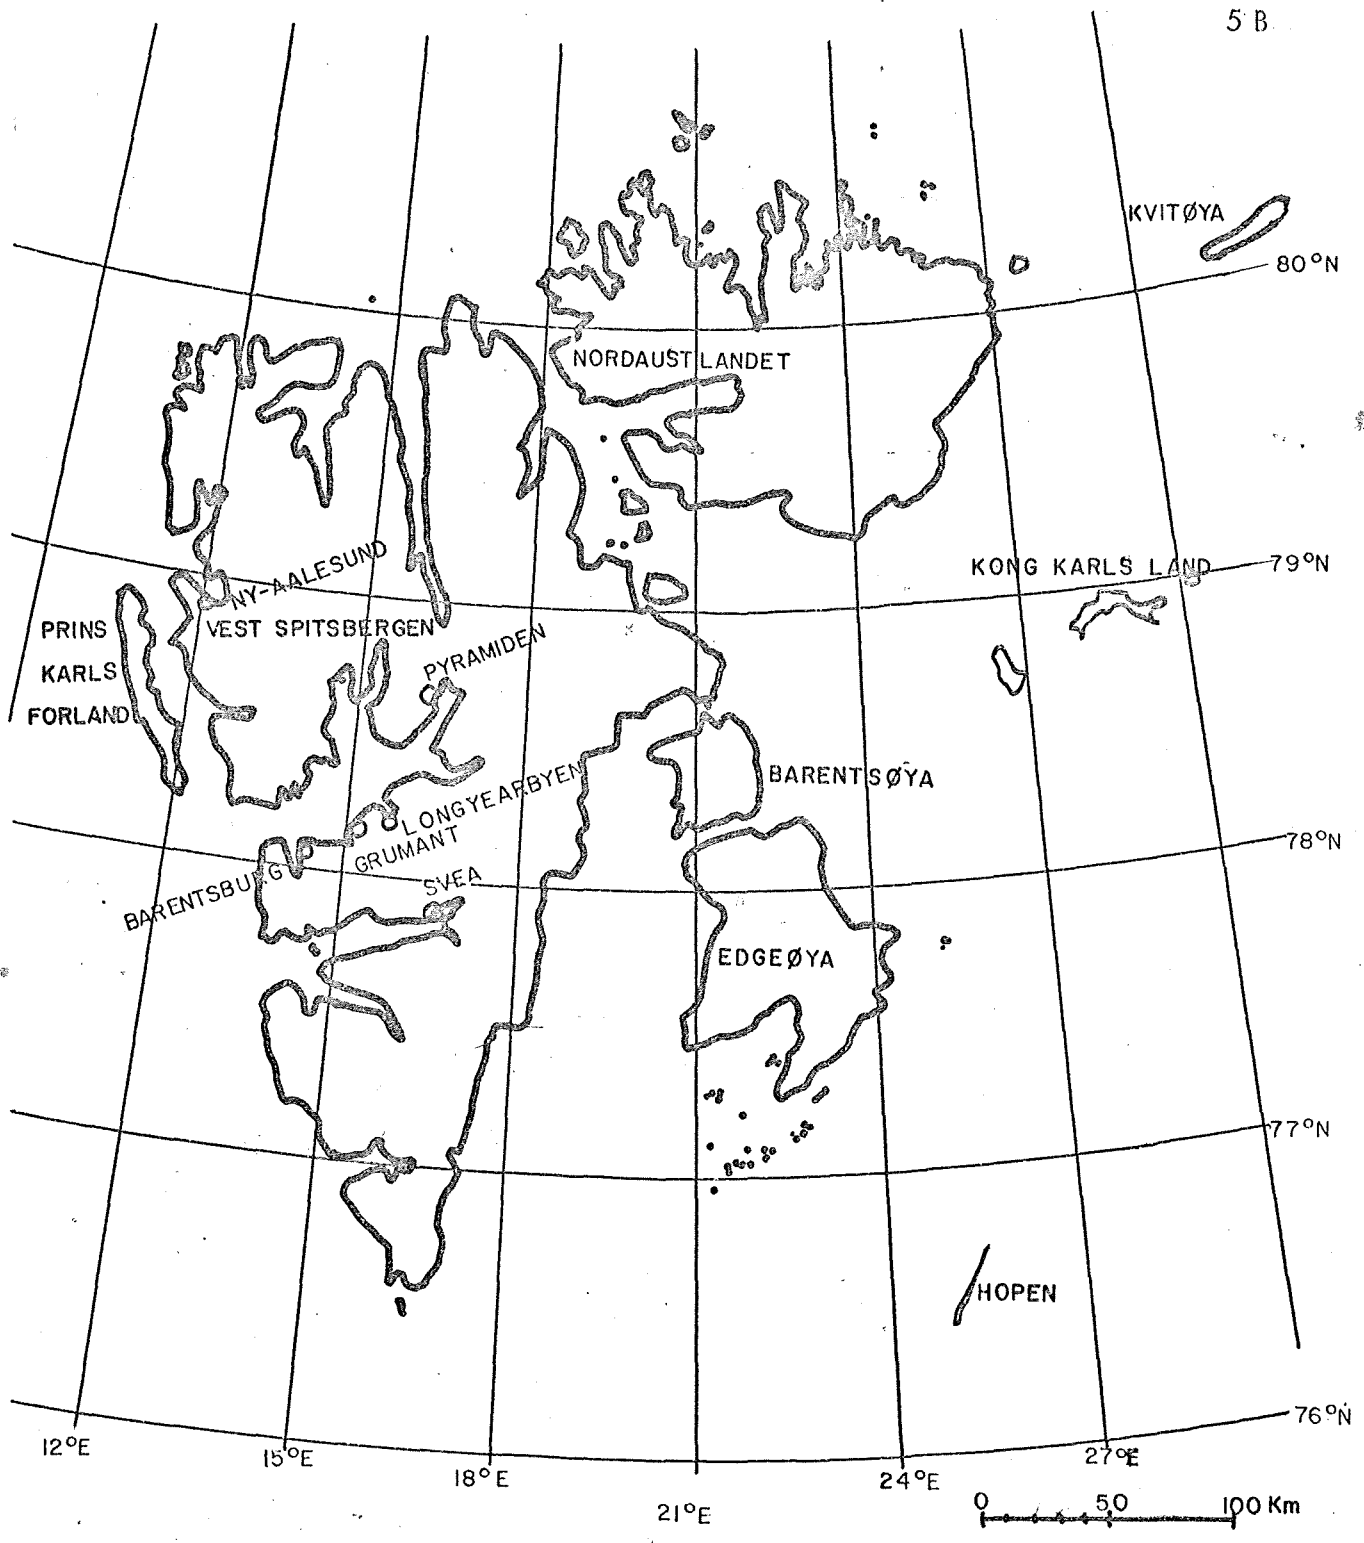 5 B
KVITØYA
80°N
NORDAUSTLANDET
KONG KARLS LAND
79°N
NY-AALESUND
PRINS
KARLS
FORLAND
VEST SPITSBERGEN
PYRAMIDEN
BARENTSØYA
LONGYEARBYEN
GRUMANT
78°N
BARENTSBURG
SVEA
EDGEØYA
77°N
HOPEN
76°N
12°E
15°E
18°E
21°E
24°E
27°E
0 50 100 Km